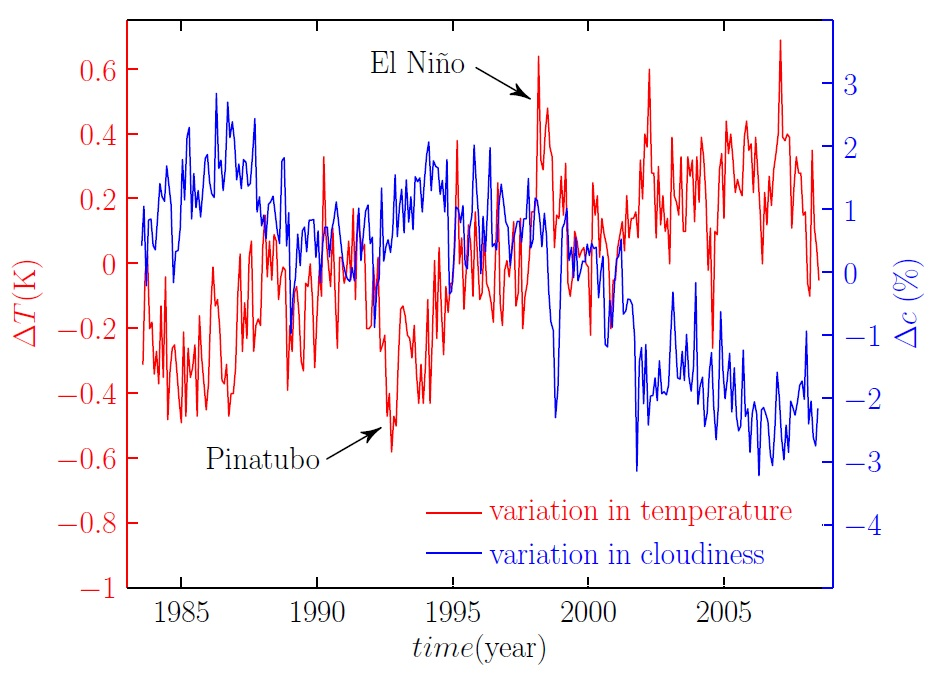 El Niño
Pinatubo
0.6
0.4
0.2
0
−0.2
−0.4
−0.6
−0.8
−1
ΔT(K)
3
2
1
0
−1
−2
−3
−4
Δc (%)
variation in temperature
variation in cloudiness
1985 1990 1995 2000 2005
time(year)